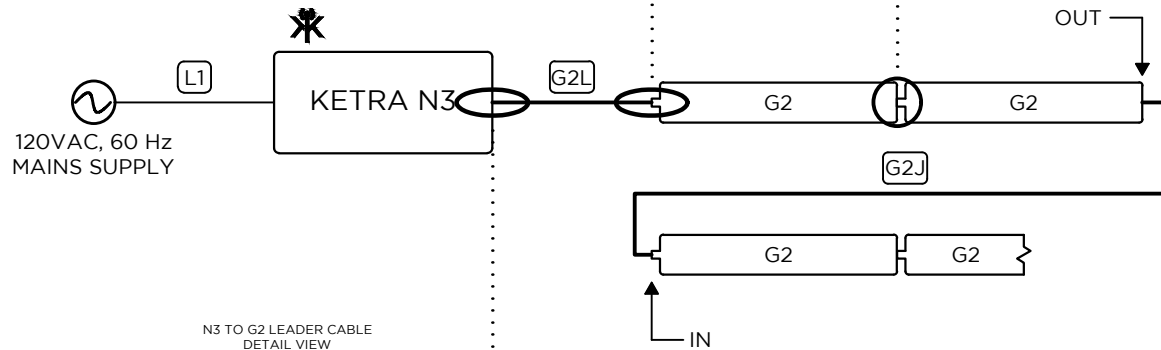 OUT
L1
G2L
KETRA N3
G2
G2
120VAC, 60 Hz
MAINS SUPPLY
G2J
G2
G2
IN
N3 TO G2 LEADER CABLE
DETAIL VIEW